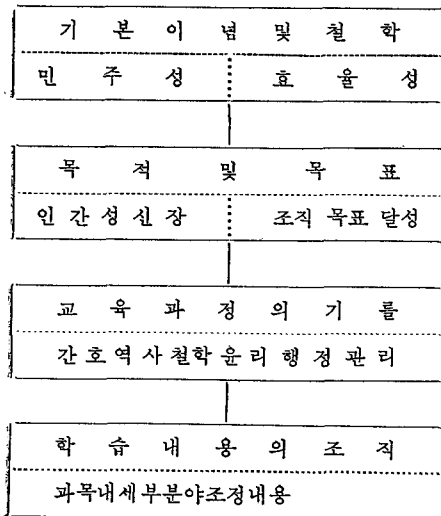 기본이념및철학
민주성 효율성
목적및목표
인간성신장 조직 목표 달성
교육과정의기틀
간호역사철학윤리행정관리
학습내용의조직
과목내세부분야조정내용